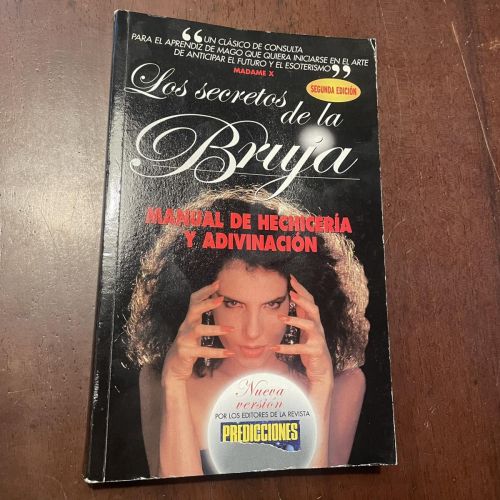 “UN CLÁSICO DE CONSULTA
PARA EL APRENDIZ DE MAGO QUE QUIERA INICIARSE EN EL ARTE
DE ANTICIPAR EL FUTURO Y EL ESOTERISMO”
MADAME X
SEGUNDA EDICIÓN
Los secretos
de la
Bruja
MANUAL DE HECHICERÍA
Y ADIVINACIÓN
Nueva
versión
POR LOS EDITORES DE LA REVISTA
PREDICCIONES